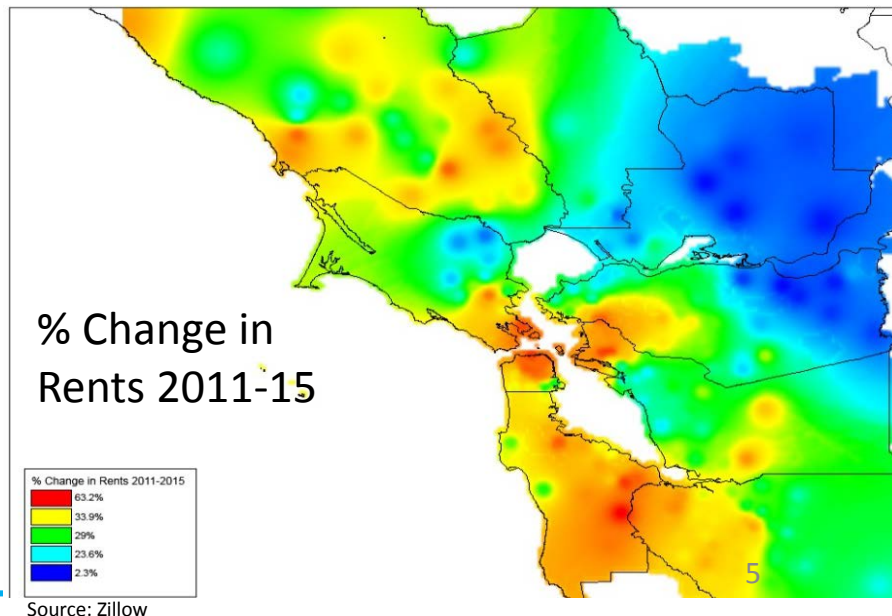 % Change in
Rents 2011-15
% Change in Rents 2011-2015
63.2%
33.9%
29%
23.6%
2.3%
5
Source: Zillow